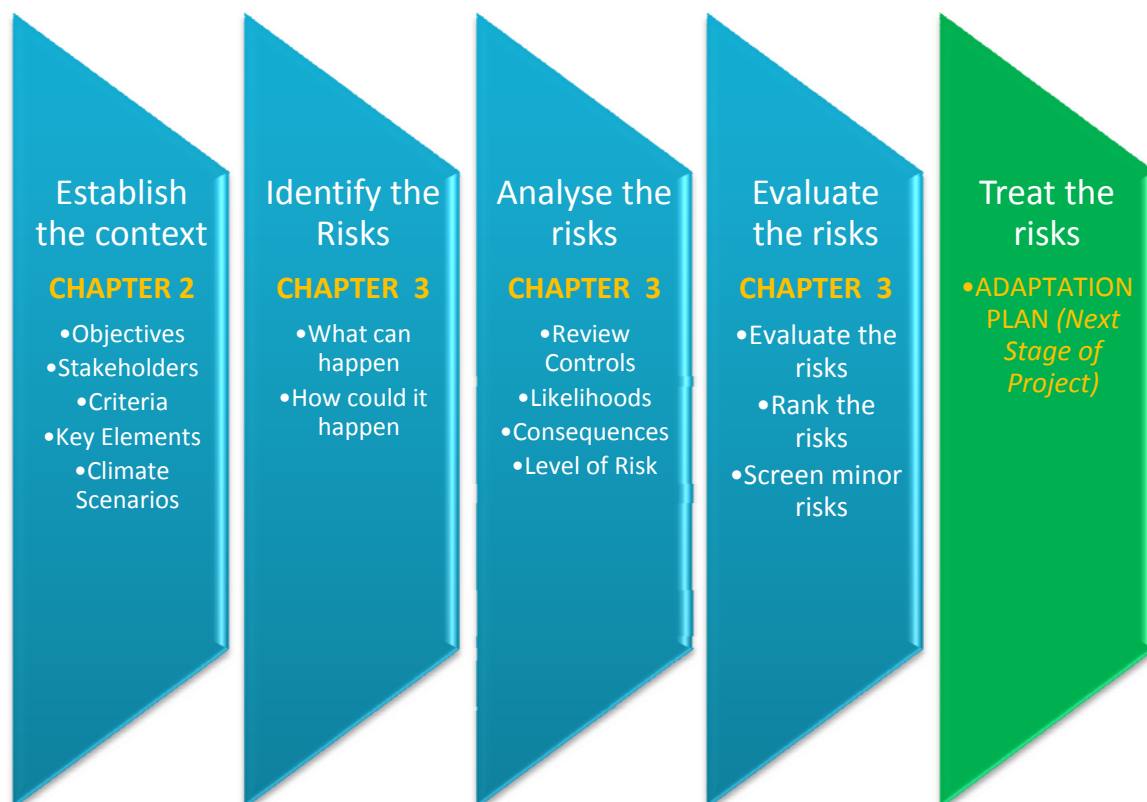 Establish
the context
CHAPTER 2
•Objectives
•Stakeholders
•Criteria
•Key Elements
•Climate
Scenarios
Identify the
Risks
CHAPTER  3
•What can
happen
•How could it
happen
Analyse the
risks
CHAPTER  3
•Review
Controls
•Likelihoods
•Consequences
•Level of Risk
Evaluate
the risks
CHAPTER  3
•Evaluate the
risks
•Rank the
risks
•Screen minor
risks
Treat the
risks
•ADAPTATION
PLAN (Next
Stage of
Project)